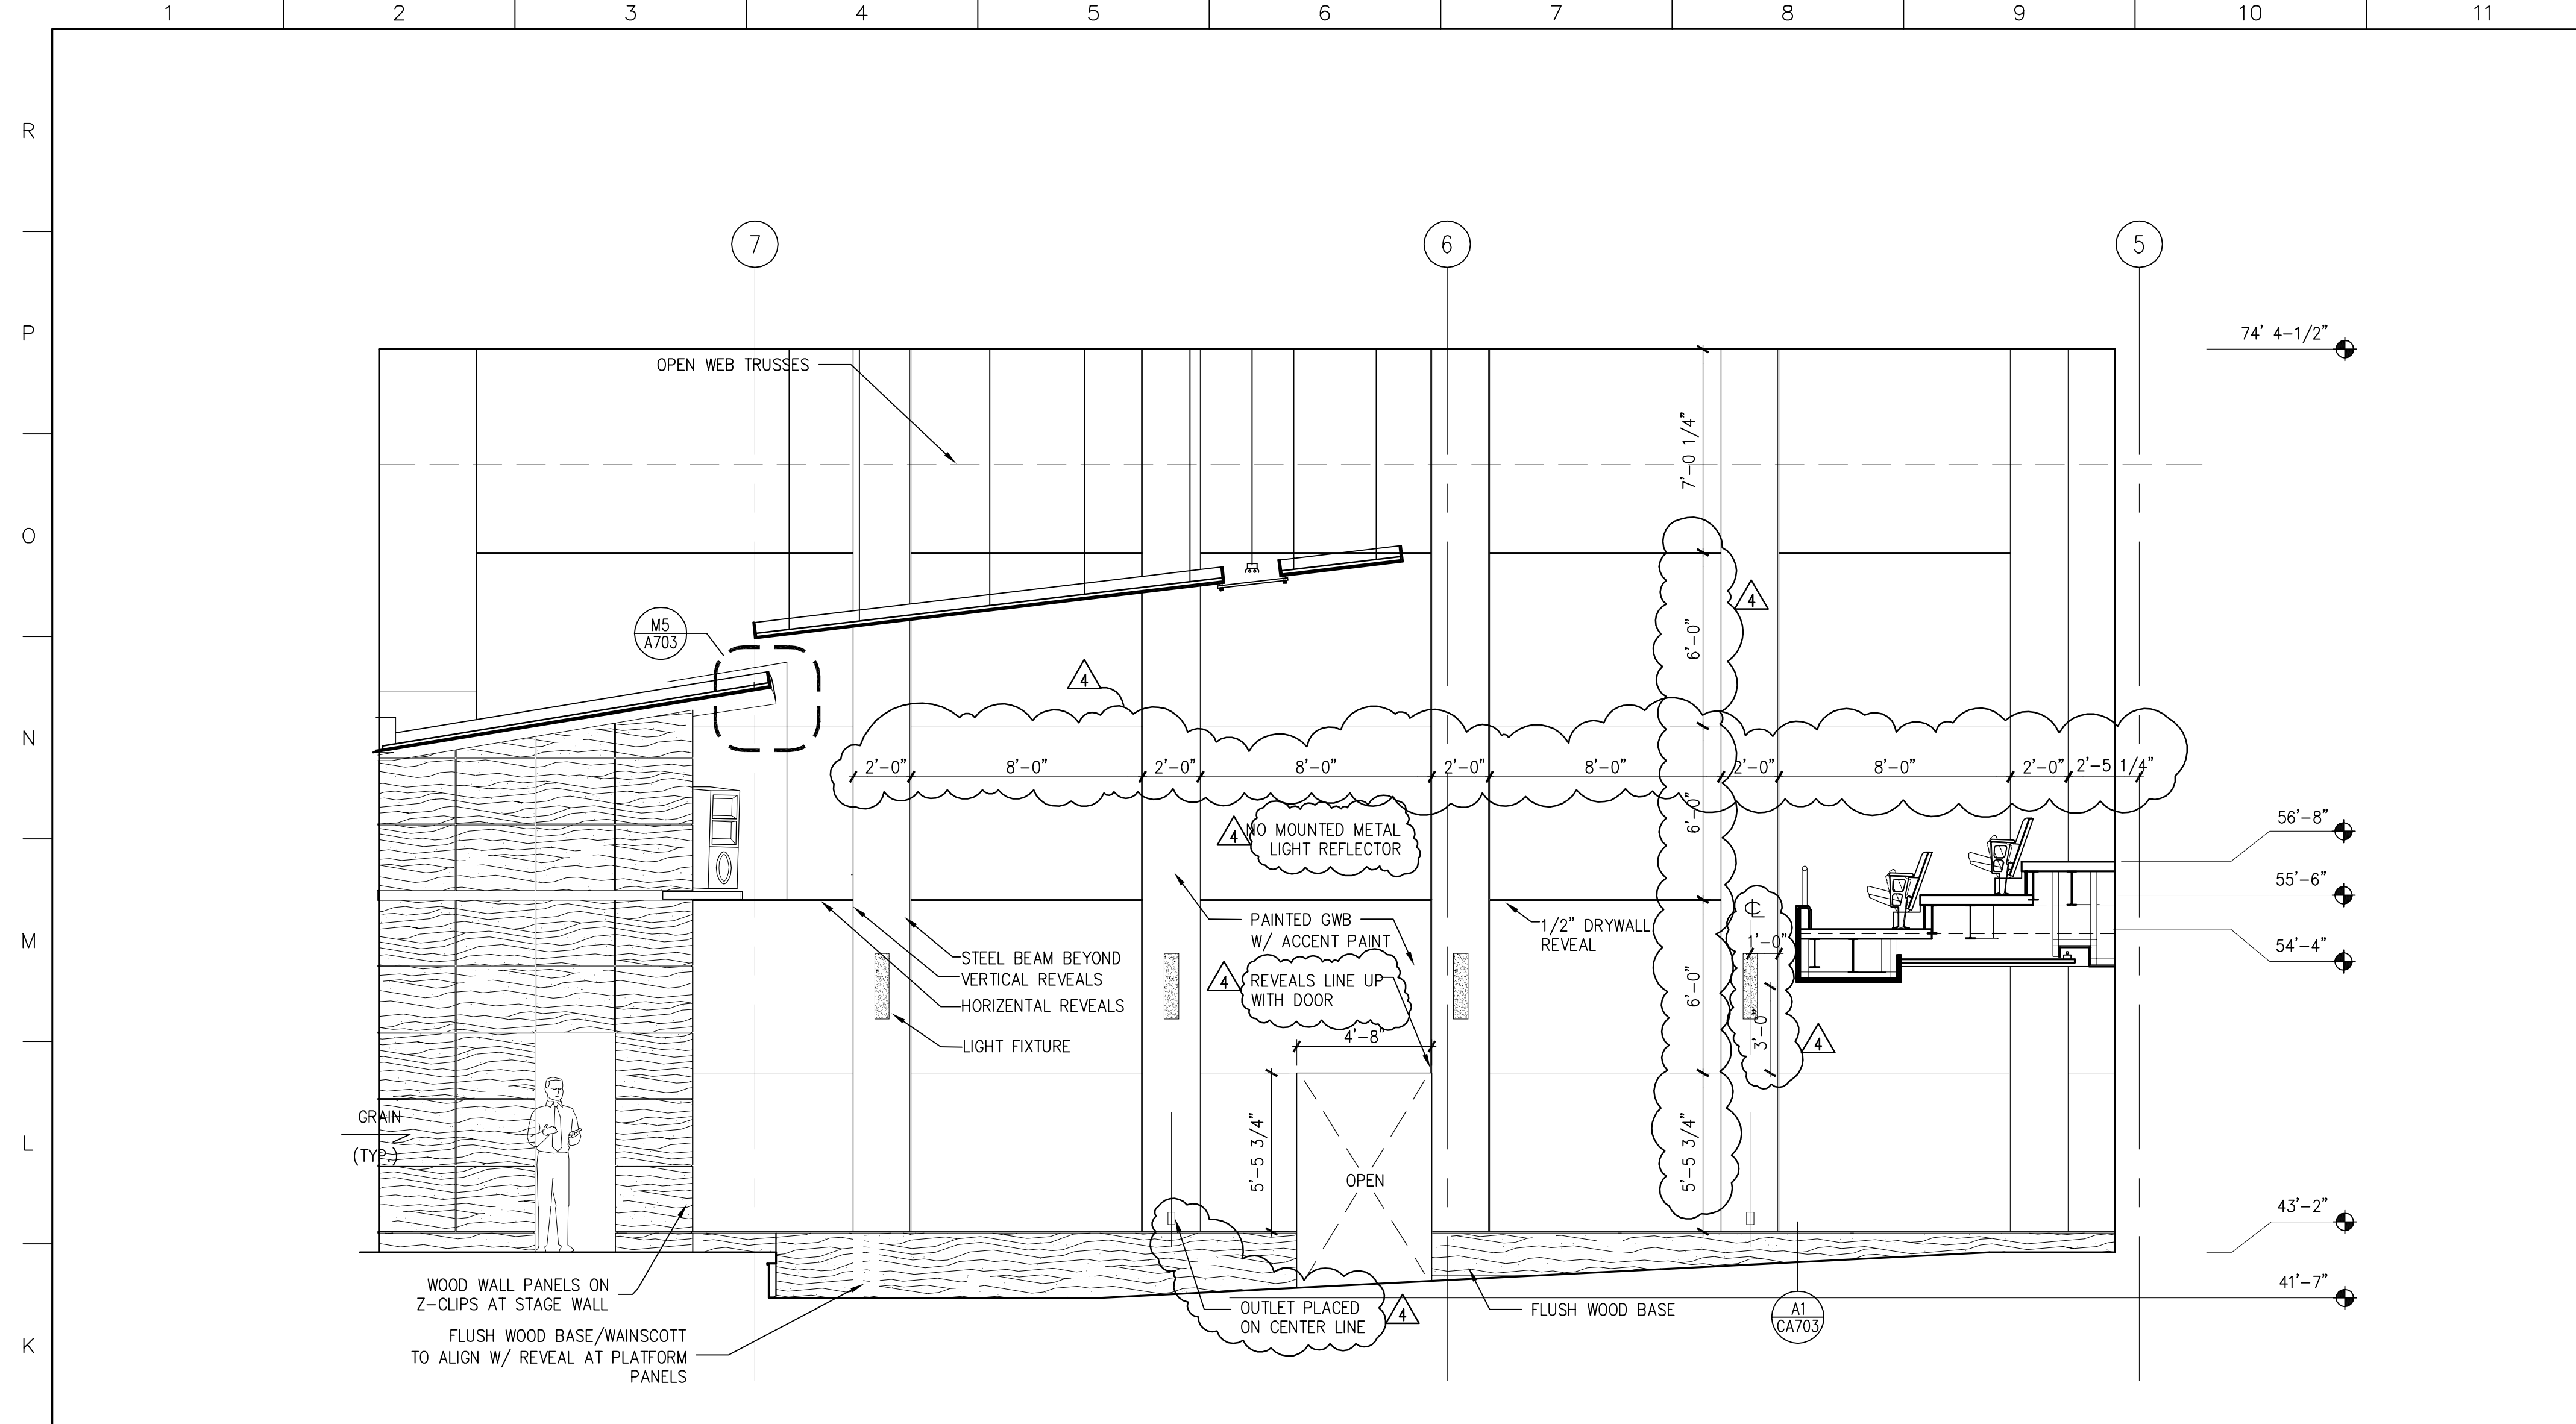 1 2 3 4 5 6 7 8 9 10 11
R
P
O
N
M
L
K
7 6 5
74' 4-1/2"
OPEN WEB TRUSSES
7'-0 1/4"
4
M5
A703
6'-0"
4
2'-0" 8'-0" 2'-0" 8'-0" 2'-0" 8'-0" 2'-0" 8'-0" 2'-0" 2'-5 1/4"
6'-0"
4
NO MOUNTED METAL
LIGHT REFLECTOR
56'-8"
55'-6"
54'-4"
PAINTED GWB
W/ ACCENT PAINT
1/2" DRYWALL
REVEAL
CL
1'-0"
STEEL BEAM BEYOND
VERTICAL REVEALS
HORIZENTAL REVEALS
LIGHT FIXTURE
4
REVEALS LINE UP
WITH DOOR
6'-0"
3'-0"
4
4'-8"
GRAIN
(TYP.)
5'-5 3/4"
OPEN
5'-5 3/4"
43'-2"
41'-7"
WOOD WALL PANELS ON
Z-CLIPS AT STAGE WALL
FLUSH WOOD BASE/WAINSCOTT
TO ALIGN W/ REVEAL AT PLATFORM
PANELS
OUTLET PLACED
ON CENTER LINE
4
FLUSH WOOD BASE
A1
CA703